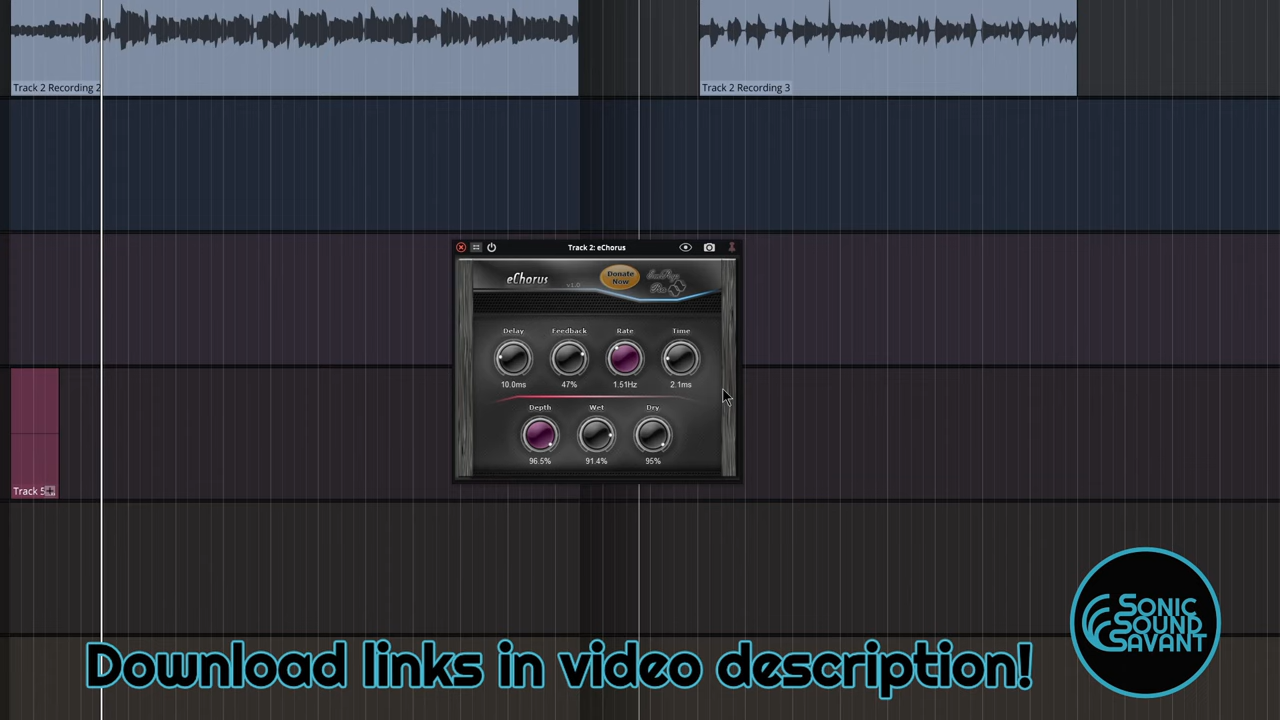 Track 2 Recording 2
Track 2 Recording 3
Track 2: eChorus
eChorus
v1.0
Donate
Now
Delay
Feedback
Rate
Time
10.0ms
47%
1.51Hz
2.1ms
Depth
Wet
Dry
96.5%
91.4%
95%
Track 5
SONIC
SOUND
SAVANT
Download links in video description!